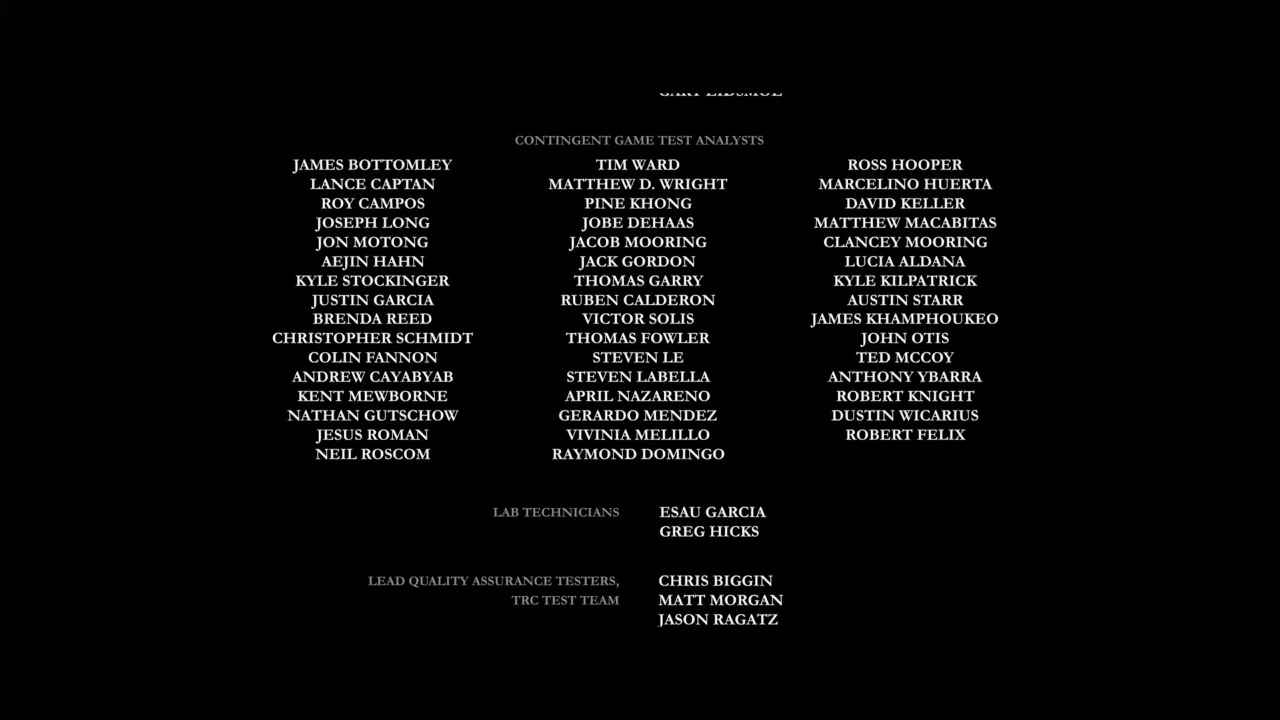 CONTINGENT GAME TEST ANALYSTS
JAMES BOTTOMLEY TIM WARD ROSS HOOPER
LANCE CAPTAN MATTHEW D. WRIGHT MARCELINO HUERTA
ROY CAMPOS PINE KHONG DAVID KELLER
JOSEPH LONG JOBE DEHAAS MATTHEW MACABITAS
JON MOTONG JACOB MOORING CLANCEY MOORING
AEJIN HAHN JACK GORDON LUCIA ALDANA
KYLE STOCKINGER THOMAS GARRY KYLE KILPATRICK
JUSTIN GARCIA RUBEN CALDERON AUSTIN STARR
BRENDA REED VICTOR SOLIS JAMES KHAMPHOUKEO
CHRISTOPHER SCHMIDT THOMAS FOWLER JOHN OTIS
COLIN FANNON STEVEN LE TED MCCOY
ANDREW CAYABYAB STEVEN LABELLA ANTHONY YBARRA
KENT MEWBORNE APRIL NAZARENO ROBERT KNIGHT
NATHAN GUTSCHOW GERARDO MENDEZ DUSTIN WICARIUS
JESUS ROMAN VIVINIA MELILLO ROBERT FELIX
NEIL ROSCOM RAYMOND DOMINGO
LAB TECHNICIANS ESAU GARCIA
GREG HICKS
LEAD QUALITY ASSURANCE TESTERS, CHRIS BIGGIN
TRC TEST TEAM MATT MORGAN
JASON RAGATZ